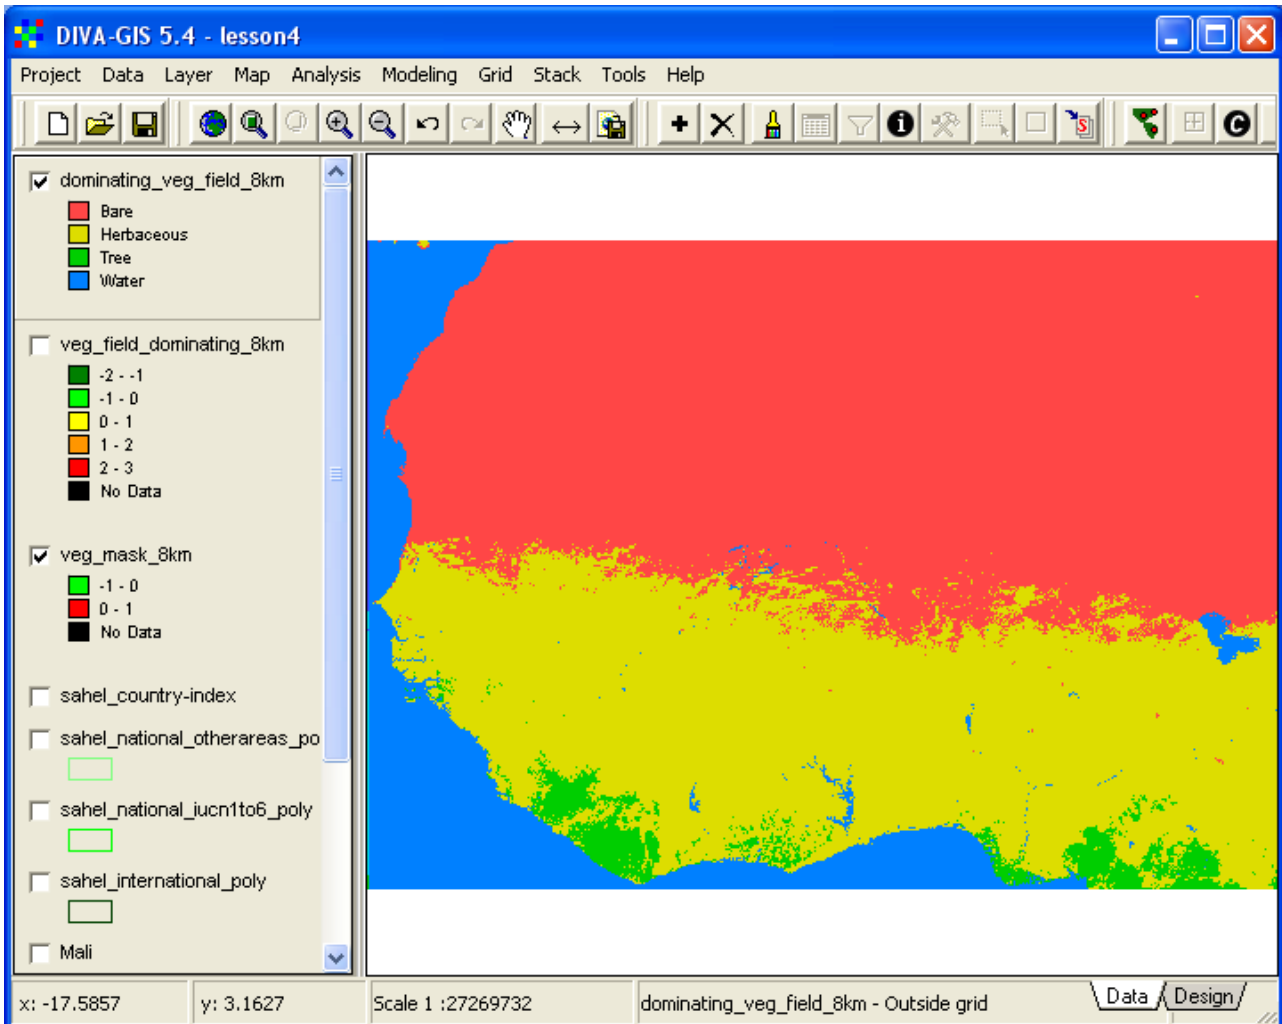 DIVA-GIS 5.4 - lesson4
Project Data Layer Map Analysis Modeling Grid Stack Tools Help
dominating_veg_field_8km
Bare
Herbaceous
Tree
Water
veg_field_dominating_8km
-2 - -1
-1 - 0
0 - 1
1 - 2
2 - 3
No Data
veg_mask_8km
-1 - 0
0 - 1
No Data
sahel_country-index
sahel_national_otherareas_po
sahel_national_iucn1to6_poly
sahel_international_poly
Mali
x: -17.5857 y: 3.1627 Scale 1 :27269732 dominating_veg_field_8km - Outside grid Data Design